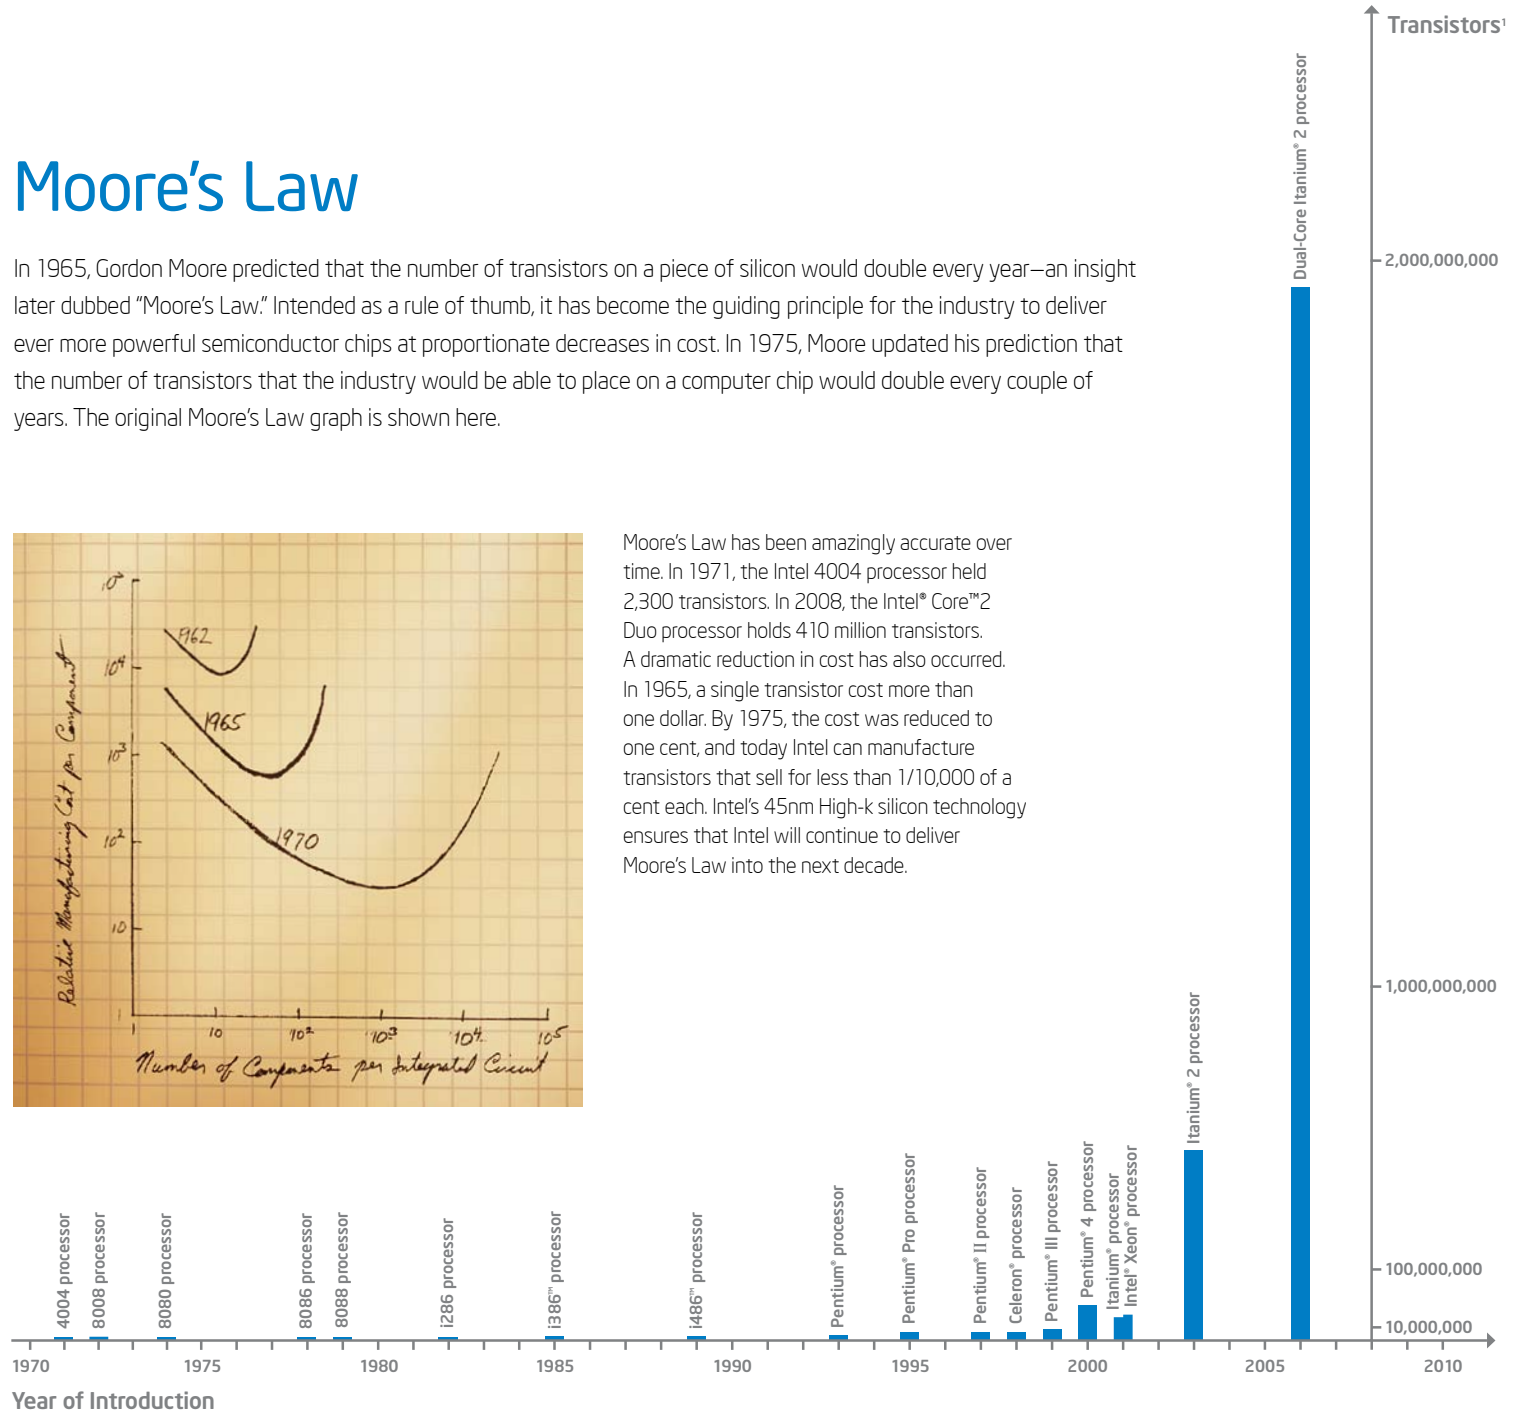 Transistors¹
Moore's Law
In 1965, Gordon Moore predicted that the number of transistors on a piece of silicon would double every year—an insight
later dubbed “Moore's Law.” Intended as a rule of thumb, it has become the guiding principle for the industry to deliver
ever more powerful semiconductor chips at proportionate decreases in cost. In 1975, Moore updated his prediction that
the number of transistors that the industry would be able to place on a computer chip would double every couple of
years. The original Moore's Law graph is shown here.
10⁵
10⁴
10³
10²
10
1
1962
1965
1970
Relative Manufacturing Cost per Component
1
10
10²
10³
10⁴
10⁵
Number of Components per Integrated Circuit
Moore's Law has been amazingly accurate over
time. In 1971, the Intel 4004 processor held
2,300 transistors. In 2008, the Intel® Core™2
Duo processor holds 410 million transistors.
A dramatic reduction in cost has also occurred.
In 1965, a single transistor cost more than
one dollar. By 1975, the cost was reduced to
one cent, and today Intel can manufacture
transistors that sell for less than 1/10,000 of a
cent each. Intel's 45nm High-k silicon technology
ensures that Intel will continue to deliver
Moore's Law into the next decade.
4004 processor
8008 processor
8080 processor
8086 processor
8088 processor
i286 processor
i386™ processor
i486™ processor
Pentium® processor
Pentium® Pro processor
Pentium® II processor
Celeron® processor
Pentium® III processor
Pentium® 4 processor
Itanium® processor
Intel® Xeon® processor
Itanium® 2 processor
Dual-Core Itanium® 2 processor
2,000,000,000
1,000,000,000
100,000,000
10,000,000
1970
1975
1980
1985
1990
1995
2000
2005
2010
Year of Introduction